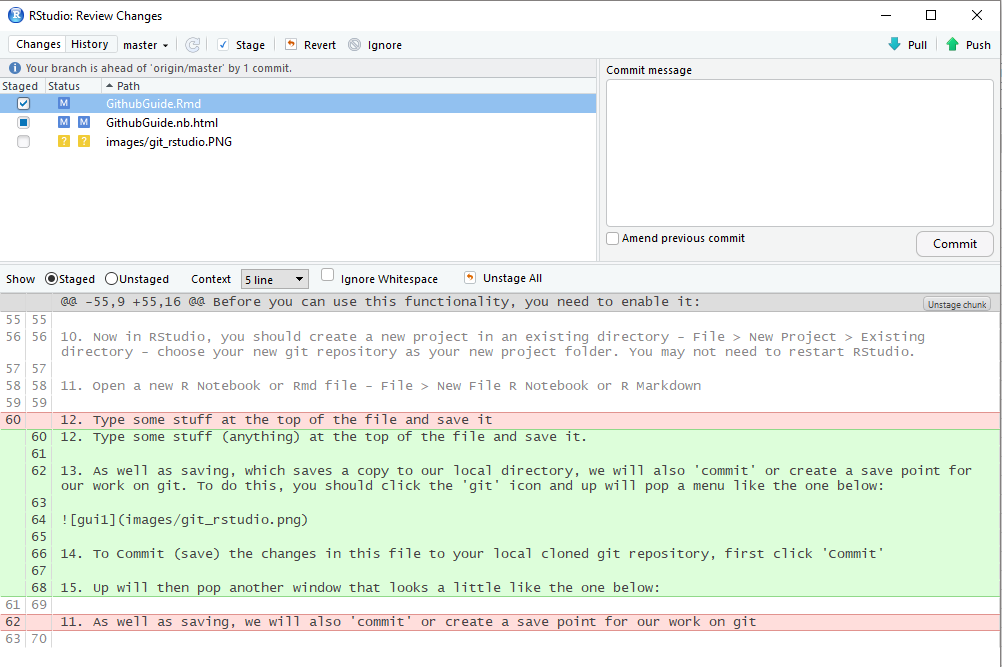 RStudio: Review Changes
Changes History master Stage Revert Ignore Pull Push
Your branch is ahead of 'origin/master' by 1 commit.
Staged Status Path
M GithubGuide.Rmd
M M GithubGuide.nb.html
? ? images/git_rstudio.PNG
Commit message
Amend previous commit
Commit
Show Staged Unstaged Context 5 line Ignore Whitespace Unstage All
@@ -55,9 +55,16 @@ Before you can use this functionality, you need to enable it: Unstage chunk
55 55
56 56 10. Now in RStudio, you should create a new project in an existing directory - File > New Project > Existing
directory - choose your new git repository as your new project folder. You may not need to restart RStudio.
57 57
58 58 11. Open a new R Notebook or Rmd file - File > New File R Notebook or R Markdown
59 59
60 12. Type some stuff at the top of the file and save it
60 12. Type some stuff (anything) at the top of the file and save it.
61
62 13. As well as saving, which saves a copy to our local directory, we will also 'commit' or create a save point for
our work on git. To do this, you should click the 'git' icon and up will pop a menu like the one below:
63
64 ![gui1](images/git_rstudio.png)
65
66 14. To Commit (save) the changes in this file to your local cloned git repository, first click 'Commit'
67
68 15. Up will then pop another window that looks a little like the one below:
61 69
62 11. As well as saving, we will also 'commit' or create a save point for our work on git
63 70